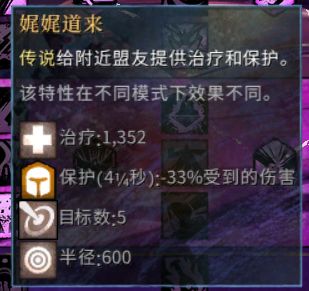 娓娓道来
传说给附近盟友提供治疗和保护。
该特性在不同模式下效果不同。
治疗:1,352
保护(4¼秒):-33%受到的伤害
目标数:5
半径:600